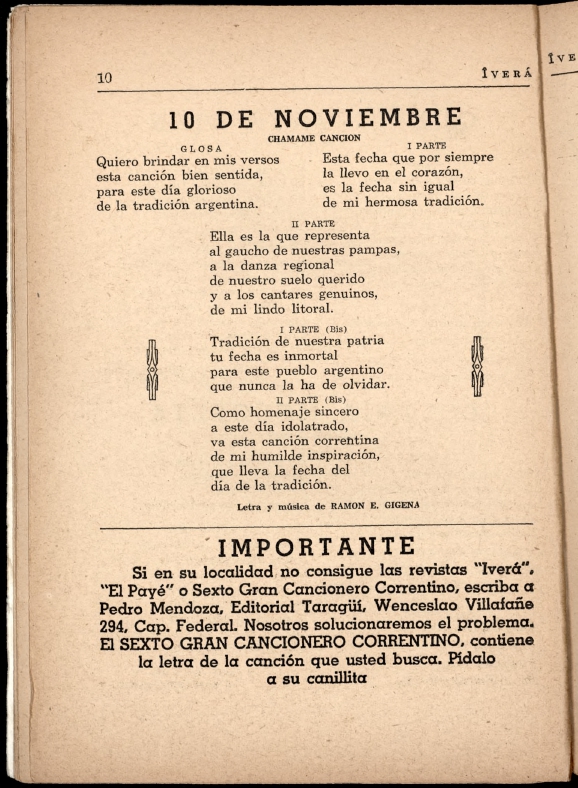 10
ÎVERÁ
ÎVE
10 DE NOVIEMBRE
CHAMAME CANCION
GLOSA
Quiero brindar en mis versos
esta canción bien sentida,
para este día glorioso
de la tradición argentina.
I PARTE
Esta fecha que por siempre
la llevo en el corazón,
es la fecha sin igual
de mi hermosa tradición.
II PARTE
Ella es la que representa
al gaucho de nuestras pampas,
a la danza regional
de nuestro suelo querido
y a los cantares genuinos,
de mi lindo litoral.
I PARTE (Bis)
Tradición de nuestra patria
tu fecha es inmortal
para este pueblo argentino
que nunca la ha de olvidar.
II PARTE (Bis)
Como homenaje sincero
a este día idolatrado,
va esta canción correntina
de mi humilde inspiración,
que lleva la fecha del
día de la tradición.
Letra y música de RAMON E. GIGENA
IMPORTANTE
Si en su localidad no consigue las revistas "Iverá",
"El Payé" o Sexto Gran Cancionero Correntino, escriba a
Pedro Mendoza, Editorial Taragüí, Wenceslao Villafañe
294, Cap. Federal. Nosotros solucionaremos el problema.
El SEXTO GRAN CANCIONERO CORRENTINO, contiene
la letra de la canción que usted busca. Pídalo
a su canillita